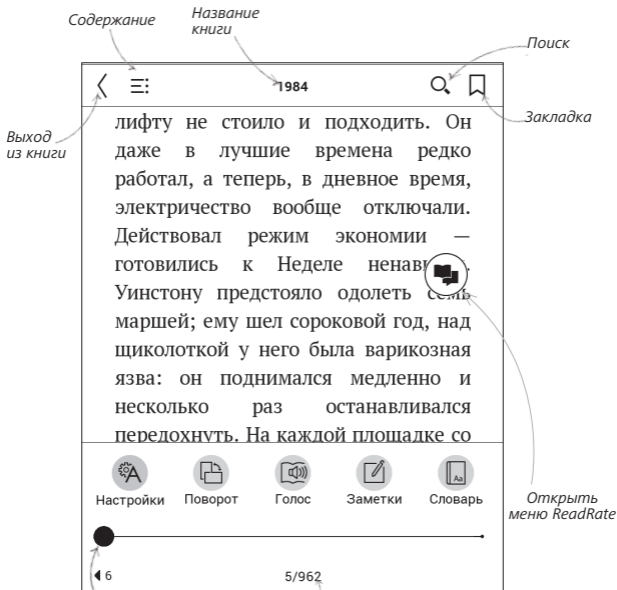 Содержание
Название
книги
Поиск
1984
Закладка
Выход
из книги
лифту не стоило и подходить. Он
даже в лучшие времена редко
работал, а теперь, в дневное время,
электричество вообще отключали.
Действовал режим экономии —
готовились к Неделе
Уинстону предстояло одолеть семь
маршей; ему шел сороковой год, над
щиколоткой у него была варикозная
язва: он поднимался медленно и
несколько раз останавливался
передохнуть. На каждой площадке со
Настройки Поворот Голос Заметки Словарь
Открыть
меню ReadRate
6
5/962